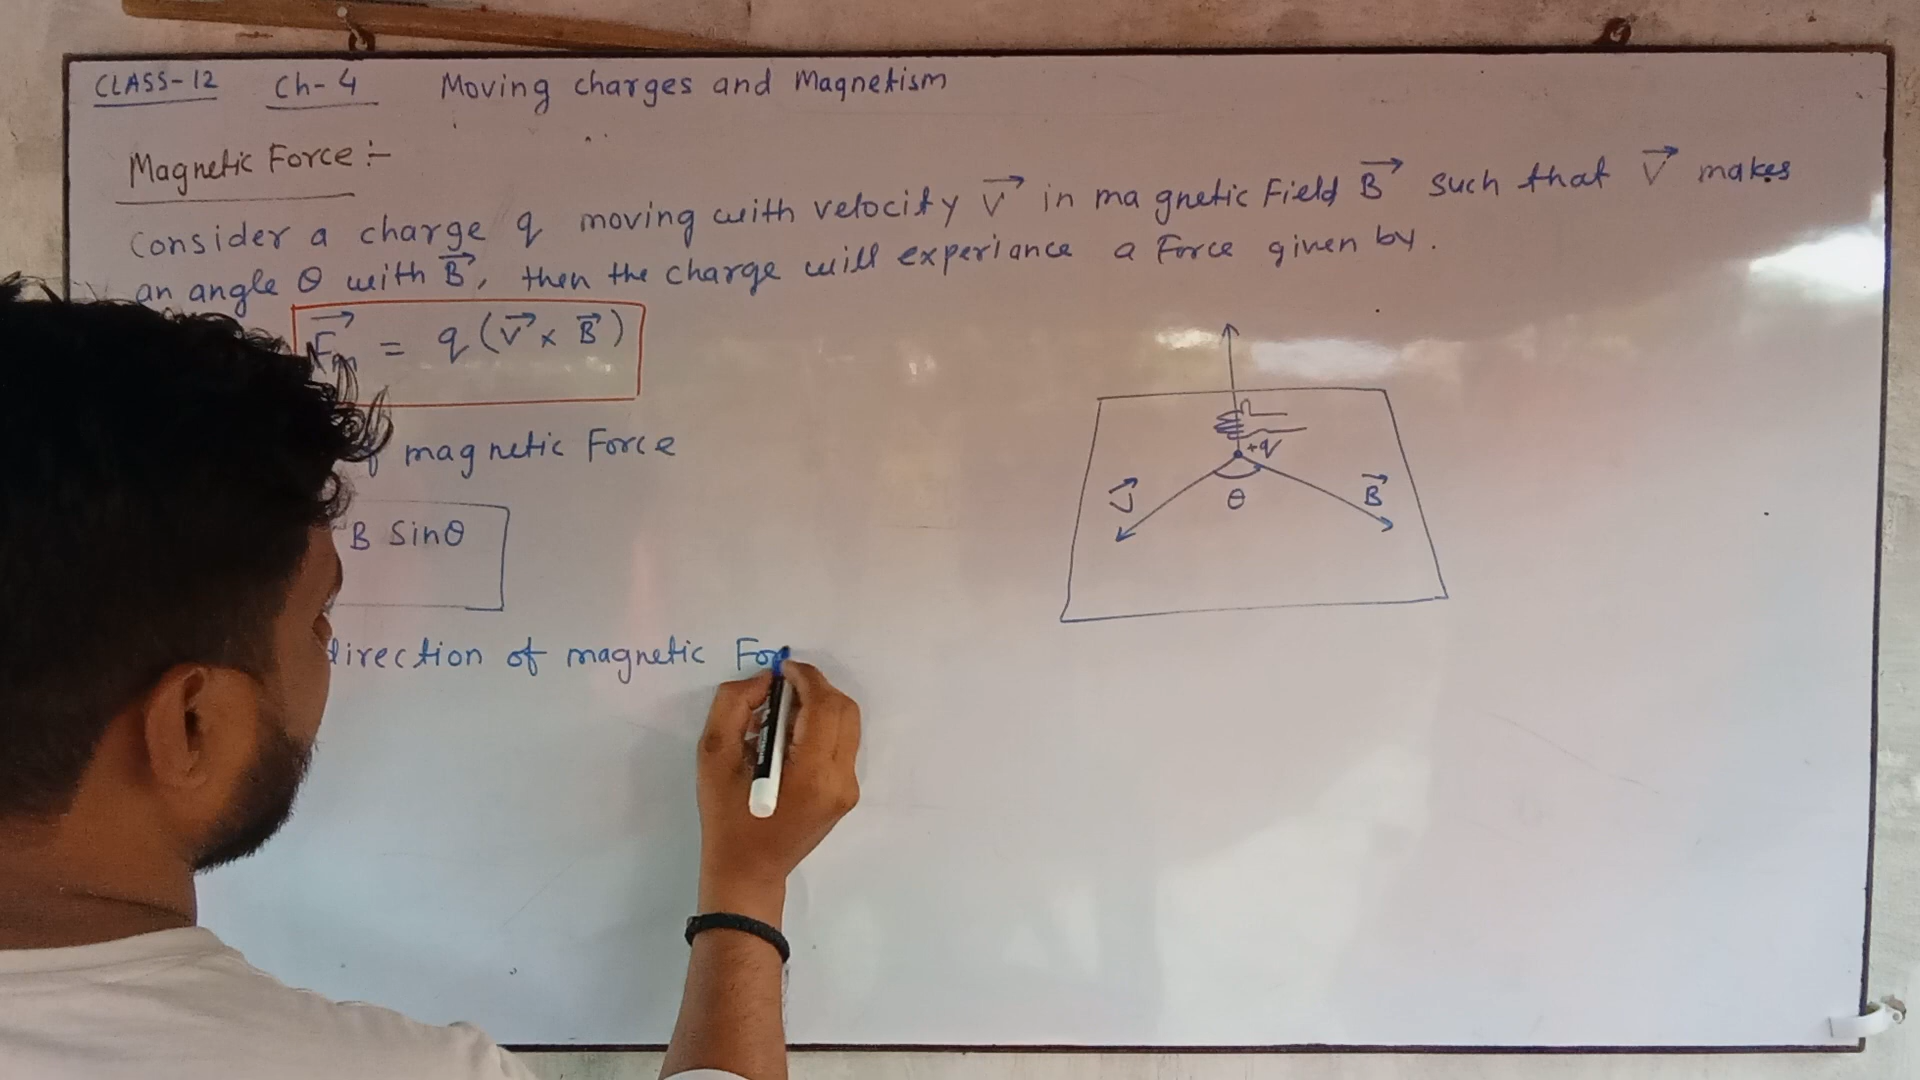 CLASS-12 Ch-4 Moving charges and Magnetism
Magnetic Force :-
Consider a charge q moving with velocity V⃗ in magnetic Field B⃗ such that V⃗ makes
an angle θ with B⃗, then the charge will experiance a Force given by.
F⃗m = q (V⃗ × B⃗)
magnetic Force
B Sinθ
direction of magnetic For
+q
V⃗
θ
B⃗